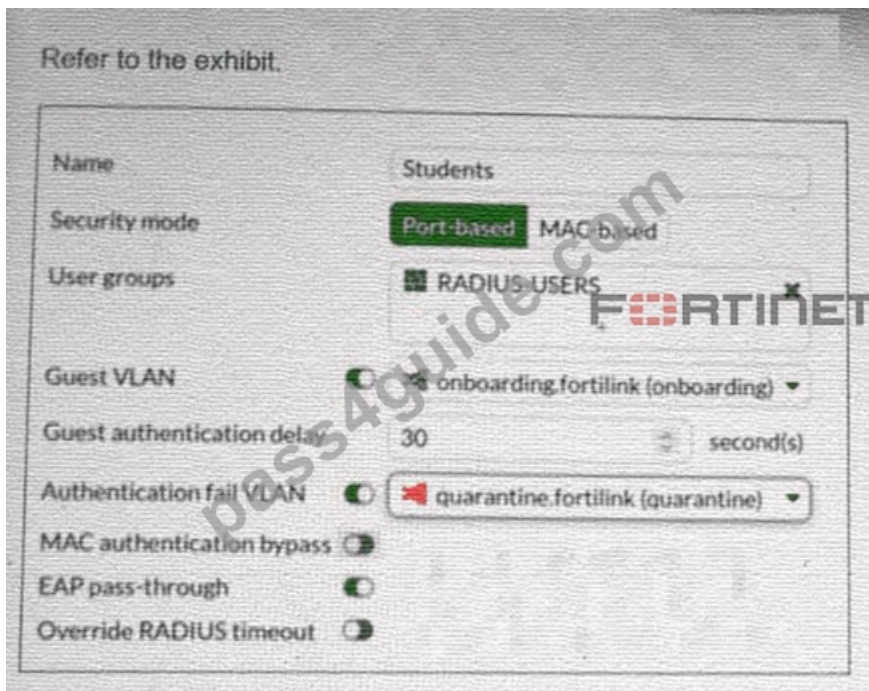 Refer to the exhibit.
Name Students
Security mode Port-based MAC-based
User groups RADIUS-USERS
FORTINET
Guest VLAN onboarding.fortilink (onboarding)
Guest authentication delay 30 second(s)
Authentication fail VLAN quarantine.fortilink (quarantine)
MAC authentication bypass
EAP pass-through
Override RADIUS timeout
pass4guide.com